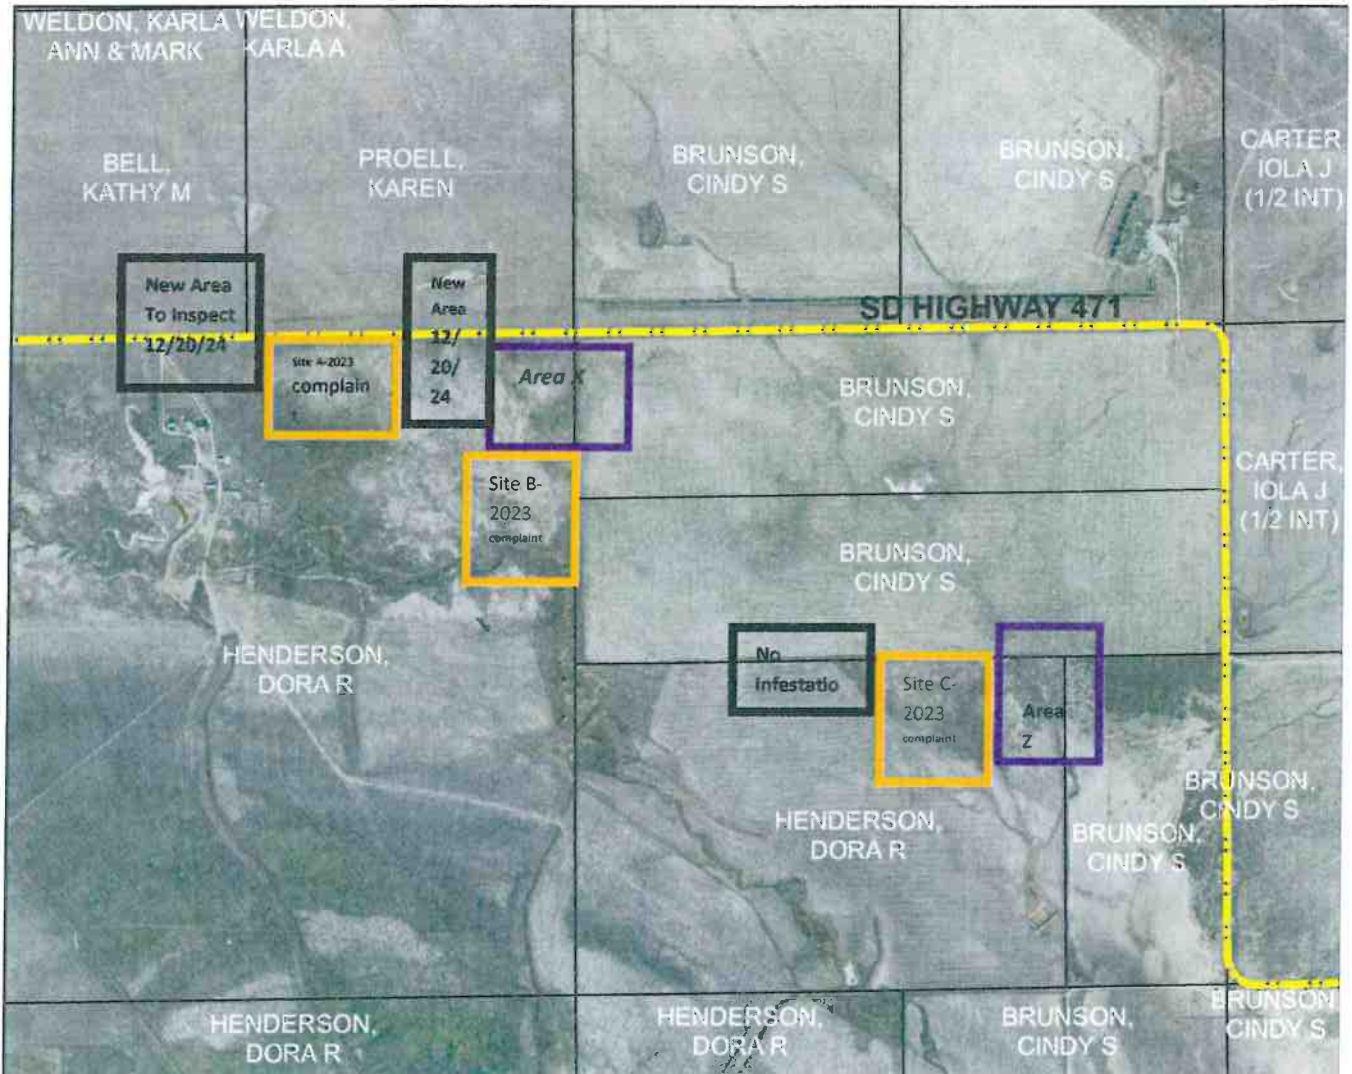 WELDON, KARLA
ANN & MARK
WELDON,
KARLA A
BELL,
KATHY M
PROELL,
KAREN
BRUNSON,
CINDY S
BRUNSON,
CINDY S
CARTER,
IOLA J
(1/2 INT)
New Area
To Inspect
12/20/24
New
Area
12/
20/
24
SD HIGHWAY 471
Site A-2023
complain
t
Area X
BRUNSON,
CINDY S
CARTER,
IOLA J
(1/2 INT)
Site B-
2023
complaint
BRUNSON,
CINDY S
HENDERSON,
DORA R
No
Infestatio
Site C-
2023
complaint
Area
Z
BRUNSON,
CINDY S
HENDERSON,
DORA R
BRUNSON,
CINDY S
HENDERSON,
DORA R
HENDERSON,
DORA R
BRUNSON,
CINDY S
BRUNSON,
CINDY S